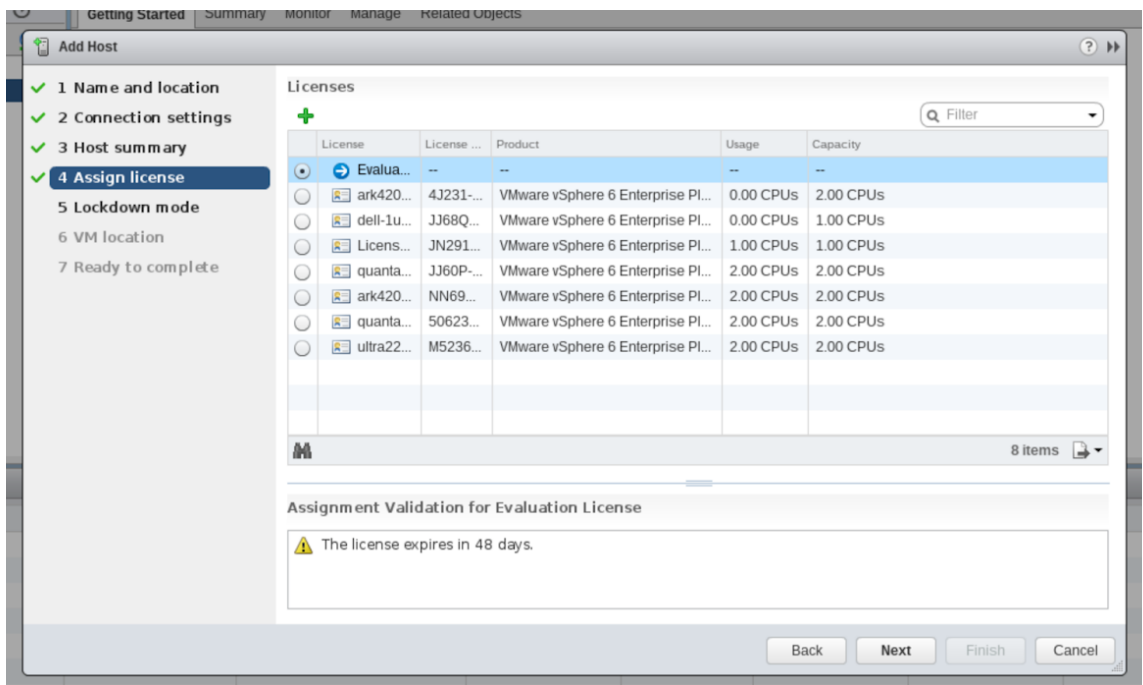 Getting Started Summary Monitor Manage Related Objects
Add Host
1 Name and location
2 Connection settings
3 Host summary
4 Assign license
5 Lockdown mode
6 VM location
7 Ready to complete
Licenses
Filter
License License ... Product Usage Capacity
Evalua... -- -- -- --
ark420... 4J231-... VMware vSphere 6 Enterprise Pl... 0.00 CPUs 2.00 CPUs
dell-1u... JJ68Q... VMware vSphere 6 Enterprise Pl... 0.00 CPUs 1.00 CPUs
Licens... JN291... VMware vSphere 6 Enterprise Pl... 1.00 CPUs 1.00 CPUs
quanta... JJ60P-... VMware vSphere 6 Enterprise Pl... 2.00 CPUs 2.00 CPUs
ark420... NN69... VMware vSphere 6 Enterprise Pl... 2.00 CPUs 2.00 CPUs
quanta... 50623... VMware vSphere 6 Enterprise Pl... 2.00 CPUs 2.00 CPUs
ultra22... M5236... VMware vSphere 6 Enterprise Pl... 2.00 CPUs 2.00 CPUs
8 items
Assignment Validation for Evaluation License
The license expires in 48 days.
Back Next Finish Cancel